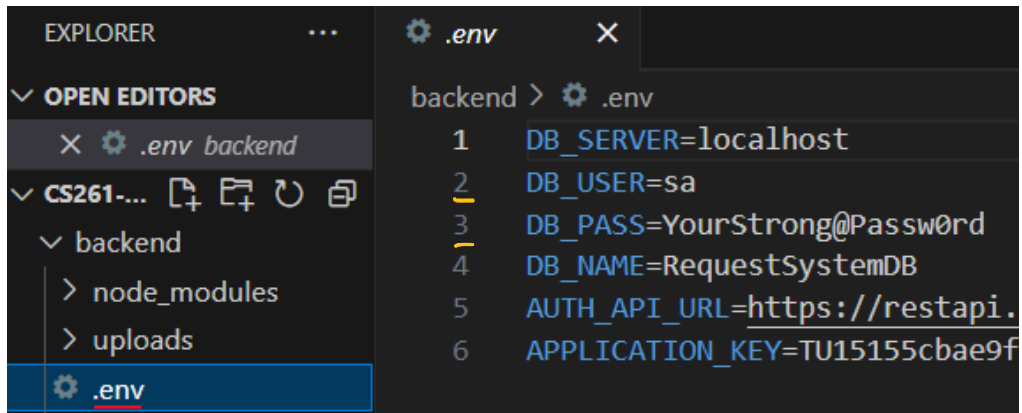 EXPLORER ...
OPEN EDITORS
.env backend
CS261-...
backend
node_modules
uploads
.env
.env
backend > .env
1 DB_SERVER=localhost
2 DB_USER=sa
3 DB_PASS=YourStrong@Passw0rd
4 DB_NAME=RequestSystemDB
5 AUTH_API_URL=https://restapi.
6 APPLICATION_KEY=TU15155cbae9f